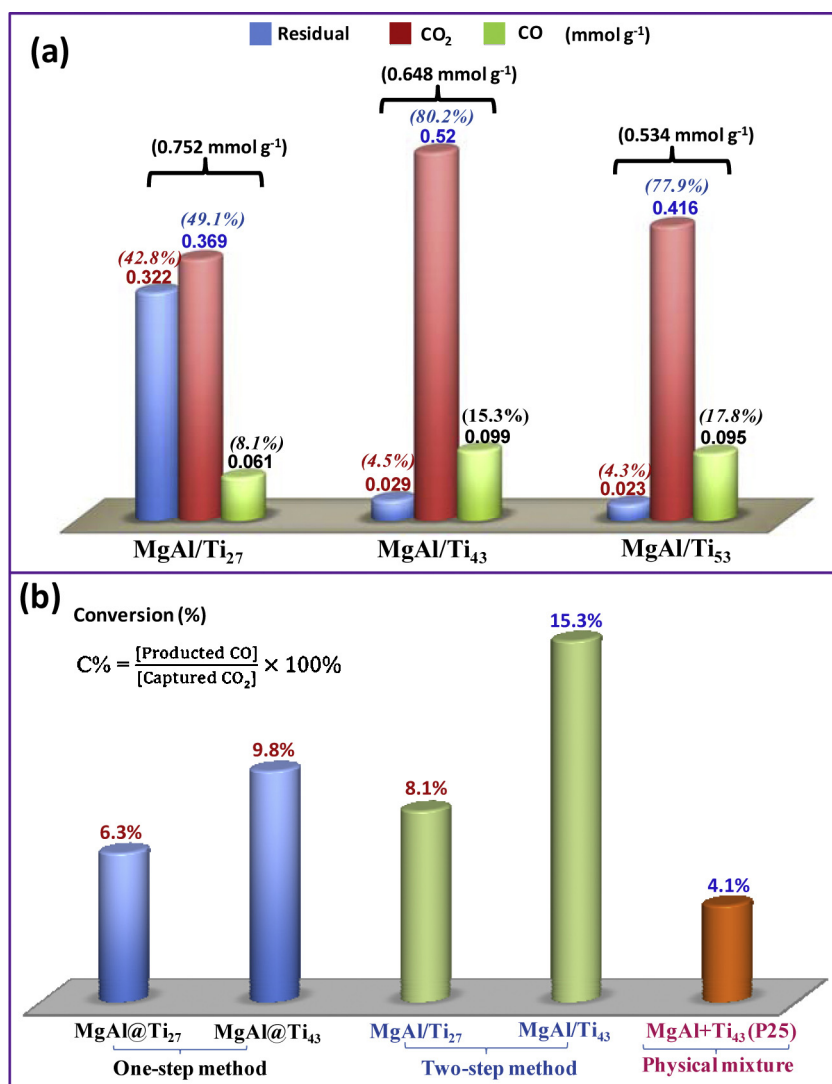 Residual CO₂ CO (mmol g⁻¹)
(a)
(0.752 mmol g⁻¹)
(0.648 mmol g⁻¹)
(0.534 mmol g⁻¹)
(42.8%)
0.322
(49.1%)
0.369
(8.1%)
0.061
(4.5%)
0.029
(80.2%)
0.52
(15.3%)
0.099
(4.3%)
0.023
(77.9%)
0.416
(17.8%)
0.095
MgAl/Ti₂₇ MgAl/Ti₄₃ MgAl/Ti₅₃
(b)
Conversion (%)
C% = [Producted CO] / [Captured CO₂] × 100%
6.3%
9.8%
8.1%
15.3%
4.1%
MgAl@Ti₂₇ MgAl@Ti₄₃ MgAl/Ti₂₇ MgAl/Ti₄₃ MgAl+Ti₄₃(P25)
One-step method Two-step method Physical mixture